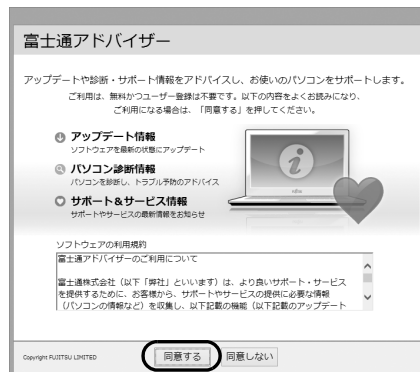 富士通アドバイザー
アップデートや診断・サポート情報をアドバイスし、お使いのパソコンをサポートします。
ご利用は、無料かつユーザー登録は不要です。以下の内容をよくお読みになり、
ご利用になる場合は、「同意する」を押してください。
アップデート情報
ソフトウェアを最新の状態にアップデート
パソコン診断情報
パソコンを診断し、トラブル予防のアドバイス
サポート&サービス情報
サポートやサービスの最新情報をお知らせ
ソフトウェアの利用規約
富士通アドバイザーのご利用について
富士通株式会社（以下「弊社」といいます）は、より良いサポート・サービス
を提供するために、お客様から、サポートやサービスの提供に必要な情報
（パソコンの情報など）を収集し、以下記載の機能（以下記載のアップデート
Copyright FUJITSU LIMITED
同意する
同意しない